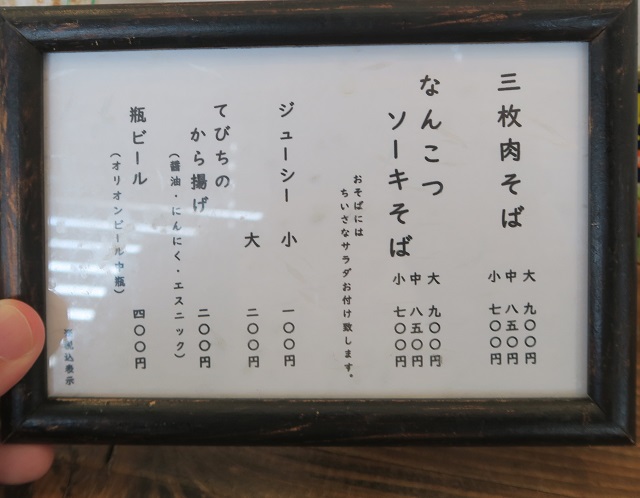 三枚肉そば
大 九〇〇円
中 八五〇円
小 七〇〇円
なんこつ
ソーキそば
大 九〇〇円
中 八五〇円
小 七〇〇円
おそばには
ちいさなサラダお付け致します。
ジューシー 小 一〇〇円
大 二〇〇円
てびちの
から揚げ 二〇〇円
（醤油・にんにく・エスニック）
瓶ビール 四〇〇円
（オリオンビール中瓶）
税込表示